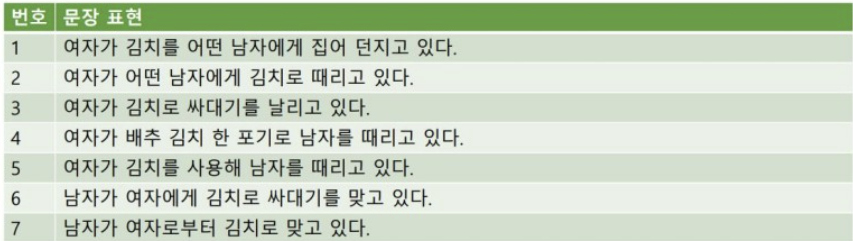 번호 문장 표현
1 여자가 김치를 어떤 남자에게 집어 던지고 있다.
2 여자가 어떤 남자에게 김치로 때리고 있다.
3 여자가 김치로 싸대기를 날리고 있다.
4 여자가 배추 김치 한 포기로 남자를 때리고 있다.
5 여자가 김치를 사용해 남자를 때리고 있다.
6 남자가 여자에게 김치로 싸대기를 맞고 있다.
7 남자가 여자로부터 김치로 맞고 있다.